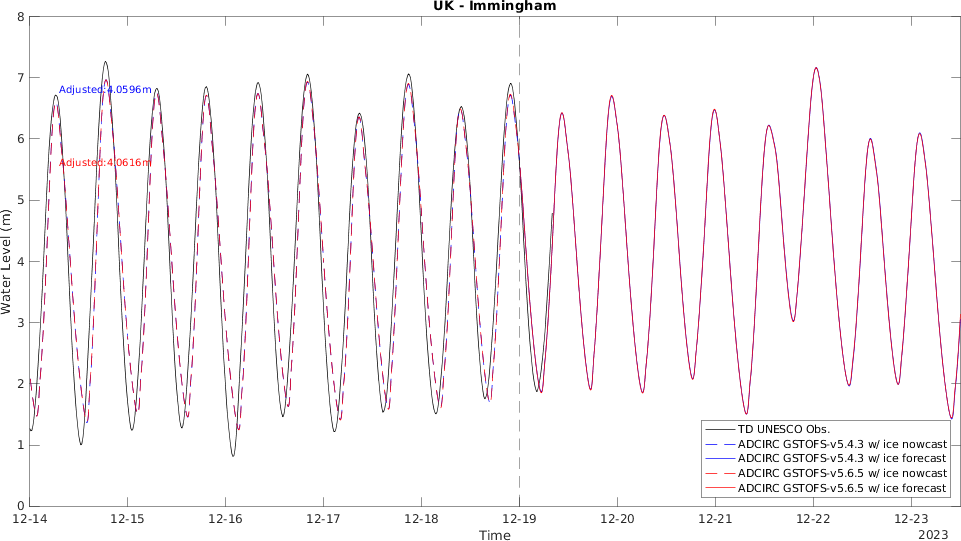 UK - Immingham
8
7
6
5
4
3
2
1
0
Water Level (m)
Adjusted:4.0596m
Adjusted:4.0616m
TD UNESCO Obs.
ADCIRC GSTOFS-v5.4.3 w/ ice nowcast
ADCIRC GSTOFS-v5.4.3 w/ ice forecast
ADCIRC GSTOFS-v5.6.5 w/ ice nowcast
ADCIRC GSTOFS-v5.6.5 w/ ice forecast
12-14 12-15 12-16 12-17 12-18 12-19 12-20 12-21 12-22 12-23
Time
2023